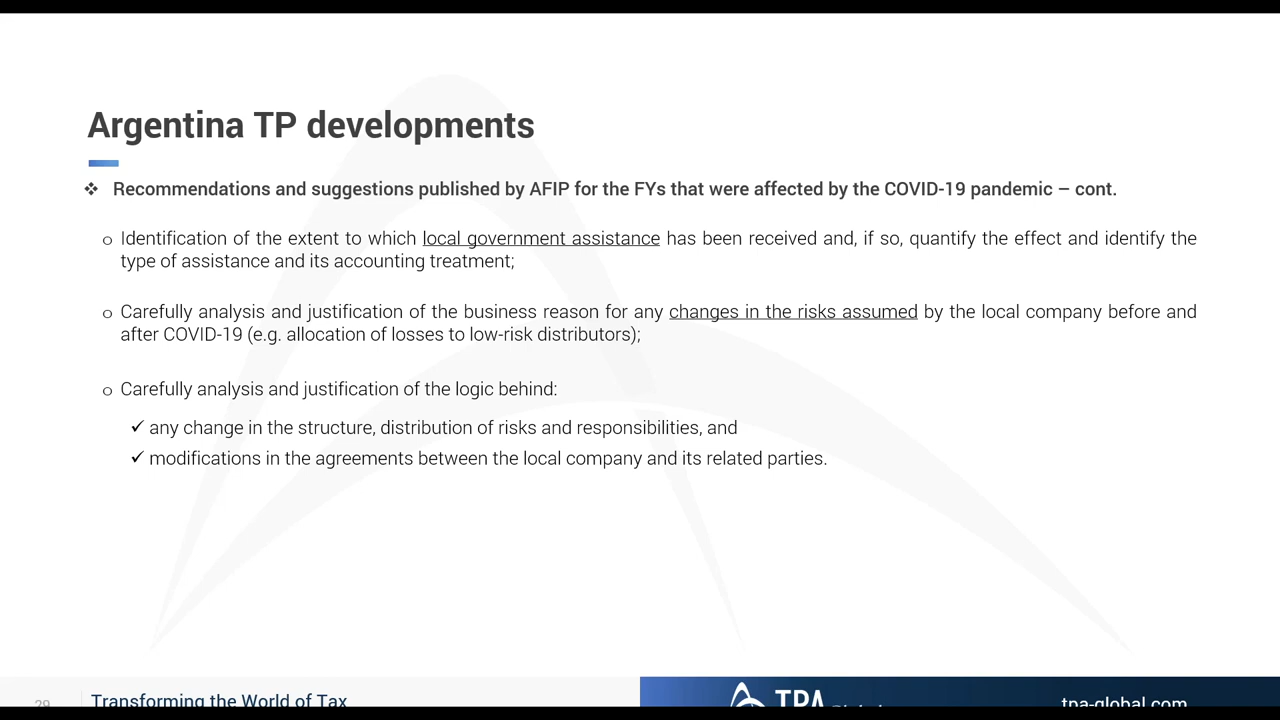 Argentina TP developments
❖ Recommendations and suggestions published by AFIP for the FYs that were affected by the COVID-19 pandemic – cont.
o Identification of the extent to which local government assistance has been received and, if so, quantify the effect and identify the
type of assistance and its accounting treatment;
o Carefully analysis and justification of the business reason for any changes in the risks assumed by the local company before and
after COVID-19 (e.g. allocation of losses to low-risk distributors);
o Carefully analysis and justification of the logic behind:
✓ any change in the structure, distribution of risks and responsibilities, and
✓ modifications in the agreements between the local company and its related parties.
29
Transforming the World of Tax
TPA Global
tpa-global.com